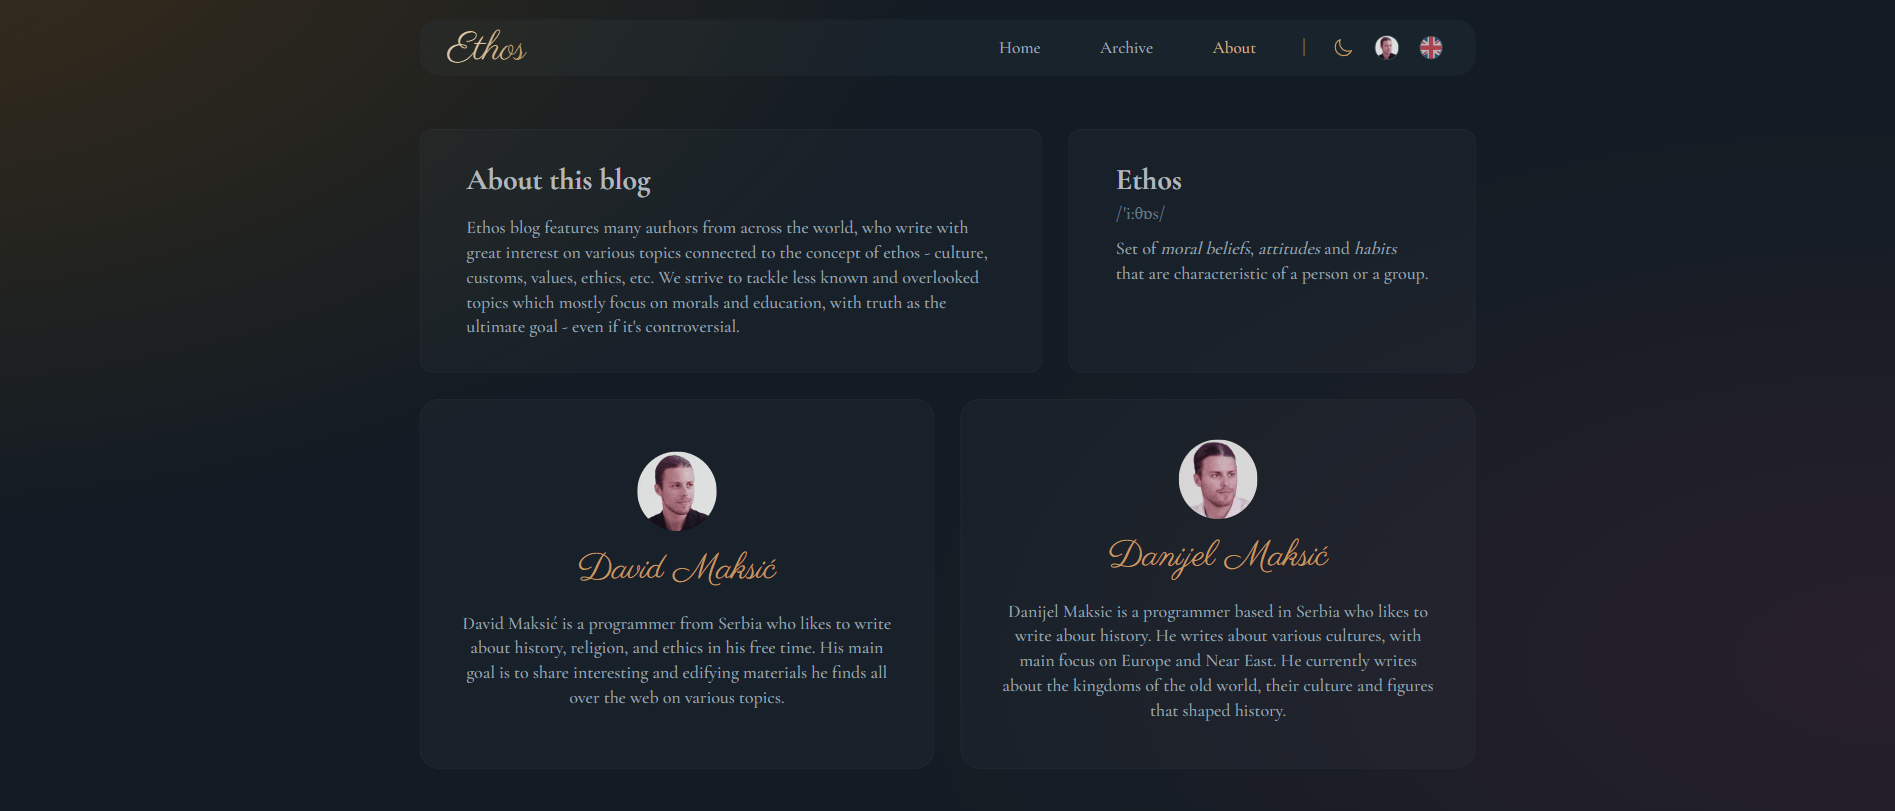 Ethos
Home
Archive
About
About this blog
Ethos blog features many authors from across the world, who write with
great interest on various topics connected to the concept of ethos - culture,
customs, values, ethics, etc. We strive to tackle less known and overlooked
topics which mostly focus on morals and education, with truth as the
ultimate goal - even if it's controversial.
Ethos
/ˈi:θɒs/
Set of moral beliefs, attitudes and habits
that are characteristic of a person or a group.
David Maksić
David Maksić is a programmer from Serbia who likes to write
about history, religion, and ethics in his free time. His main
goal is to share interesting and edifying materials he finds all
over the web on various topics.
Danijel Maksić
Danijel Maksic is a programmer based in Serbia who likes to
write about history. He writes about various cultures, with
main focus on Europe and Near East. He currently writes
about the kingdoms of the old world, their culture and figures
that shaped history.